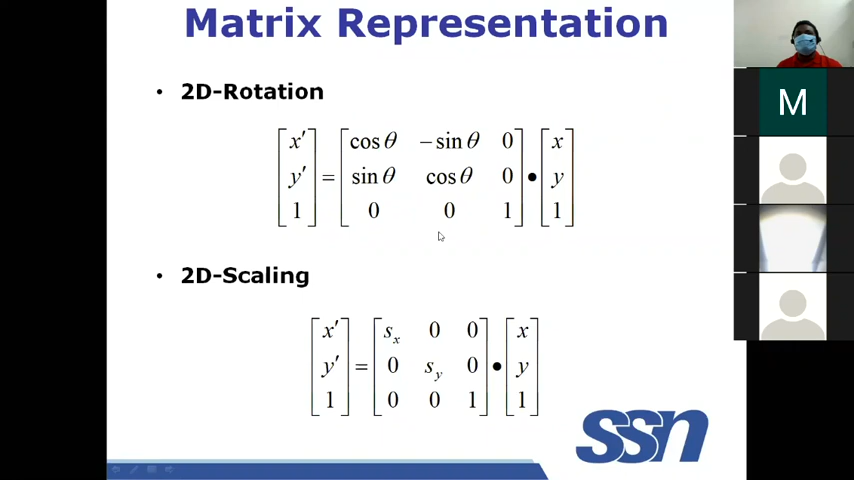 Matrix Representation
• 2D-Rotation
[x′ y′ 1] = [cos θ −sin θ 0; sin θ cos θ 0; 0 0 1] • [x y 1]
• 2D-Scaling
[x′ y′ 1] = [sₓ 0 0; 0 s_y 0; 0 0 1] • [x y 1]
ssn
M